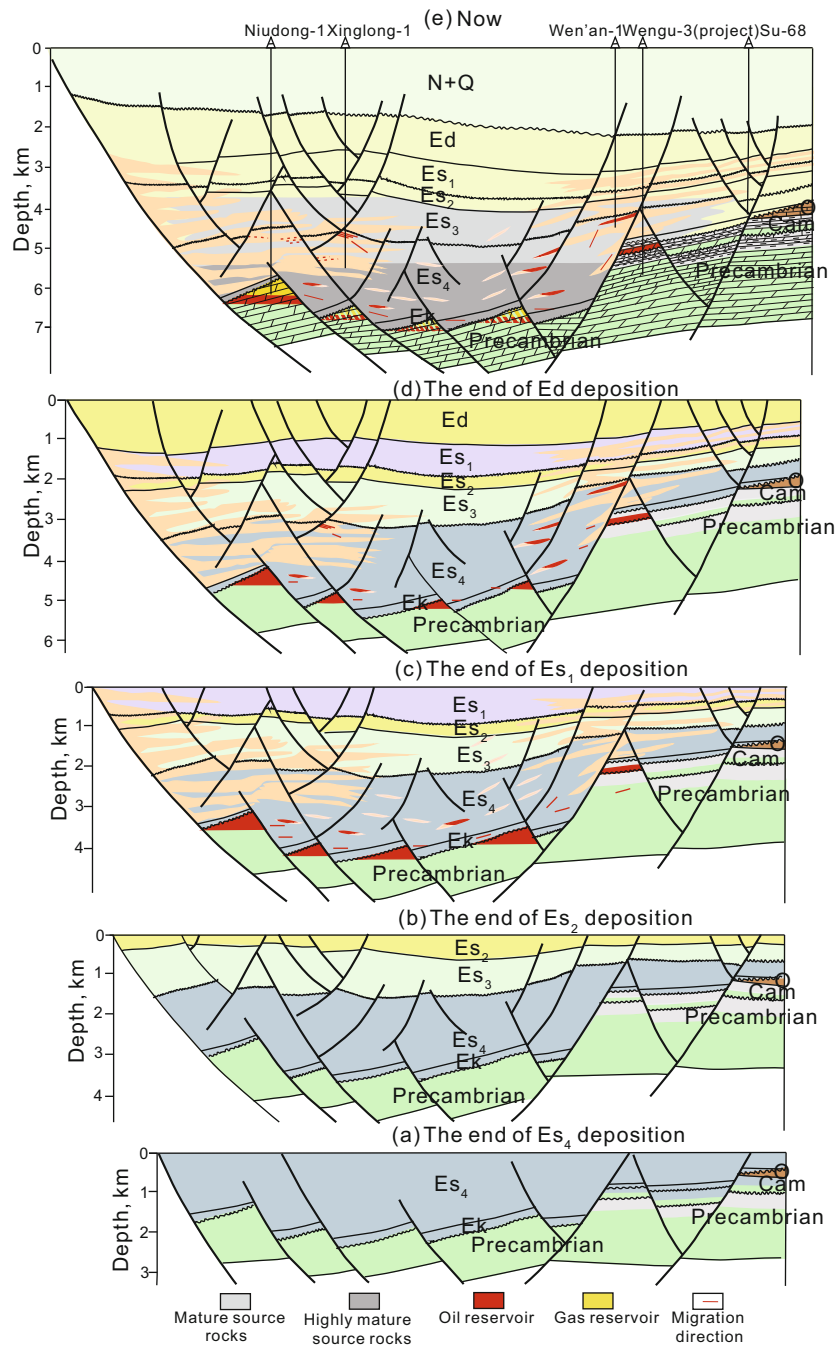 (e) Now
Niudong-1 Xinglong-1 Wen'an-1 Wengu-3(project) Su-68
0
1
2
3
4
5
6
7
Depth, km
N+Q
Ed
Es1
Es2
Es3
Es4
Ek
Precambrian
O
Cam
Precambrian
(d) The end of Ed deposition
0
1
2
3
4
5
6
Depth, km
Ed
Es1
Es2
Es3
Es4
Ek
Precambrian
O
Cam
Precambrian
(c) The end of Es1 deposition
0
1
2
3
4
Depth, km
Es1
Es2
Es3
Es4
Ek
Precambrian
O
Cam
Precambrian
(b) The end of Es2 deposition
0
1
2
3
4
Depth, km
Es2
Es3
Es4
Ek
Precambrian
O
Cam
Precambrian
(a) The end of Es4 deposition
0
1
2
3
Depth, km
Es4
Ek
Precambrian
O
Cam
Precambrian
Mature source
rocks
Highly mature
source rocks
Oil reservoir
Gas reservoir
Migration
direction